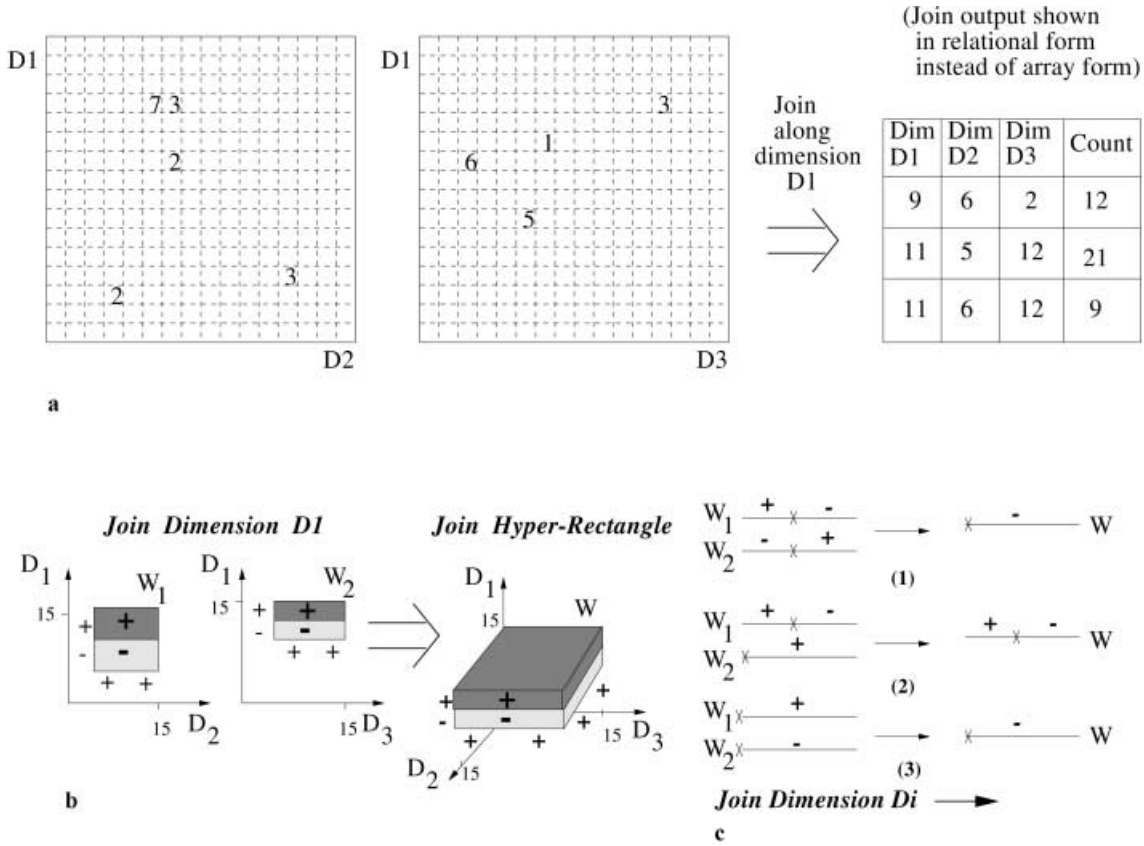 (Join output shown
in relational form
instead of array form)
D1
7 3
2
3
2
D2
D1
3
1
6
5
D3
Join
along
dimension
D1
Dim D1 Dim D2 Dim D3 Count
9 6 2 12
11 5 12 21
11 6 12 9
a
Join Dimension D1
D1
15
W1
+ +
- -
+ +
15
D2
D1
15
W2
+ +
- -
+ +
15
D3
Join Hyper-Rectangle
D1
15
W
+ + +
- - +
+ +
15
D3
D2
15
b
W1 + -
W2 - +
- W
(1)
W1 + -
W2 +
+ - W
(2)
W1 +
W2 -
- W
(3)
Join Dimension Di
c